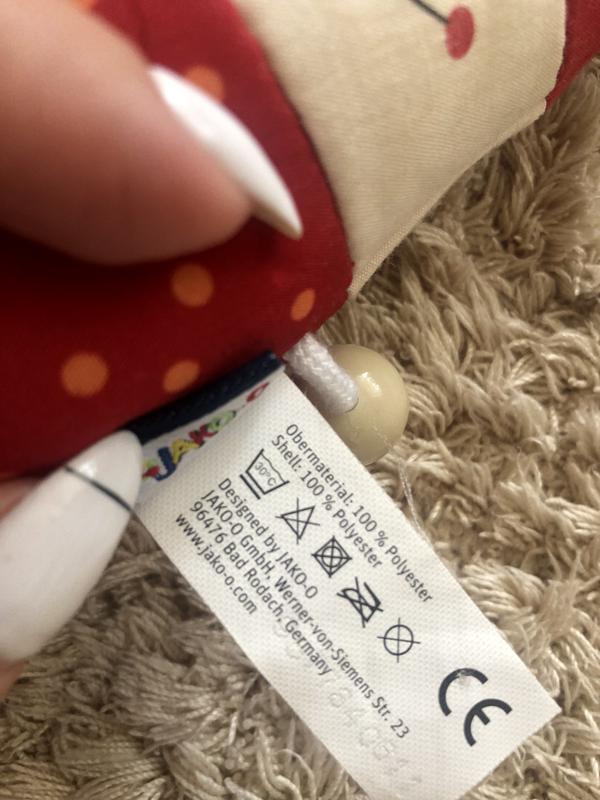 JAKO-O
Obermaterial: 100 % Polyester
Shell: 100 % Polyester
30°C
Designed by JAKO-O
JAKO-O GmbH, Werner-von-Siemens Str. 23
96476 Bad Rodach, Germany
www.jako-o.com
CE